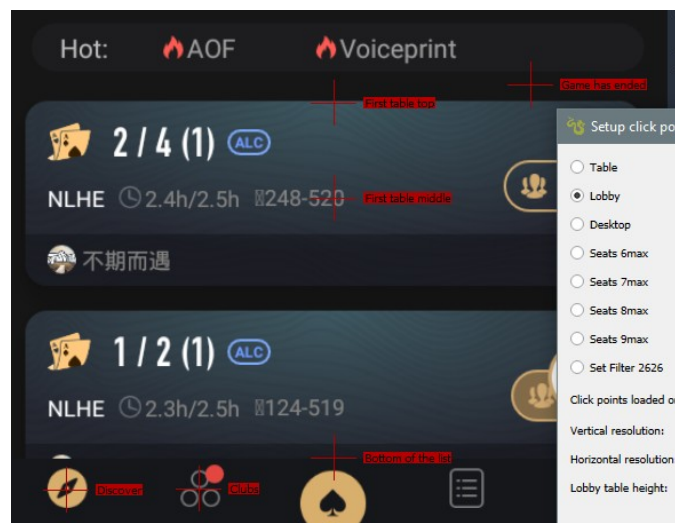 Hot: AOF Voiceprint
Game has ended
First table top
Setup click po
2 / 4 (1) ALC
Table
NLHE 2.4h/2.5h 248-520 First table middle
Lobby
Desktop
不期而遇
Seats 6max
Seats 7max
Seats 8max
1 / 2 (1) ALC
Seats 9max
Set Filter 2626
NLHE 2.3h/2.5h 124-519
Click points loaded o
Vertical resolution:
Bottom of the list
Horizontal resolution
Discover Clubs
Lobby table height: